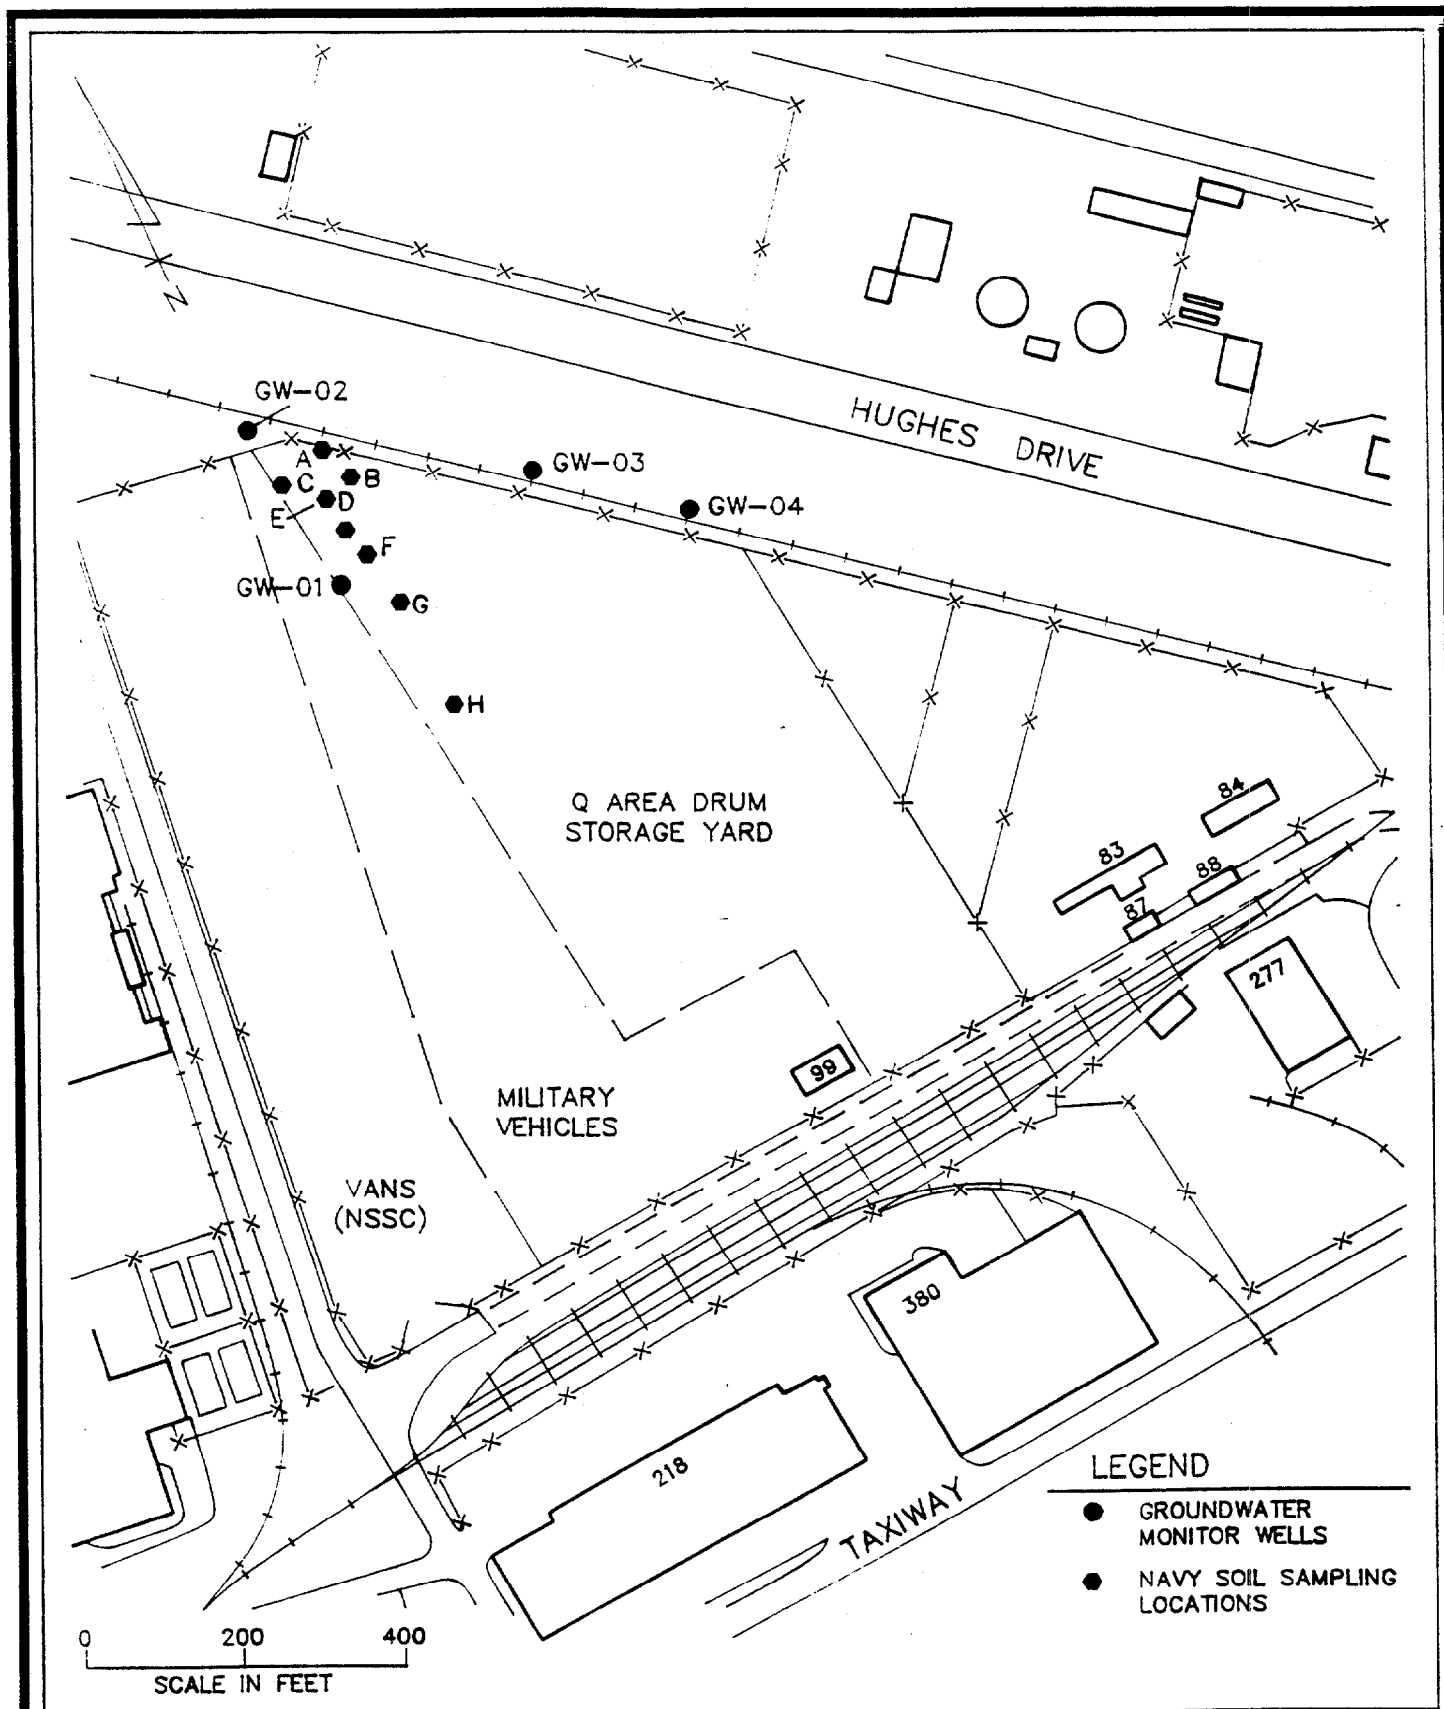 N
GW-02
HUGHES DRIVE
A
GW-03
C
B
D
E
GW-04
F
GW-01
G
H
Q AREA DRUM
STORAGE YARD
84
83
88
87
277
99
MILITARY
VEHICLES
VANS
(NSSC)
380
218
TAXIWAY
LEGEND
GROUNDWATER
MONITOR WELLS
NAVY SOIL SAMPLING
LOCATIONS
0 200 400
SCALE IN FEET